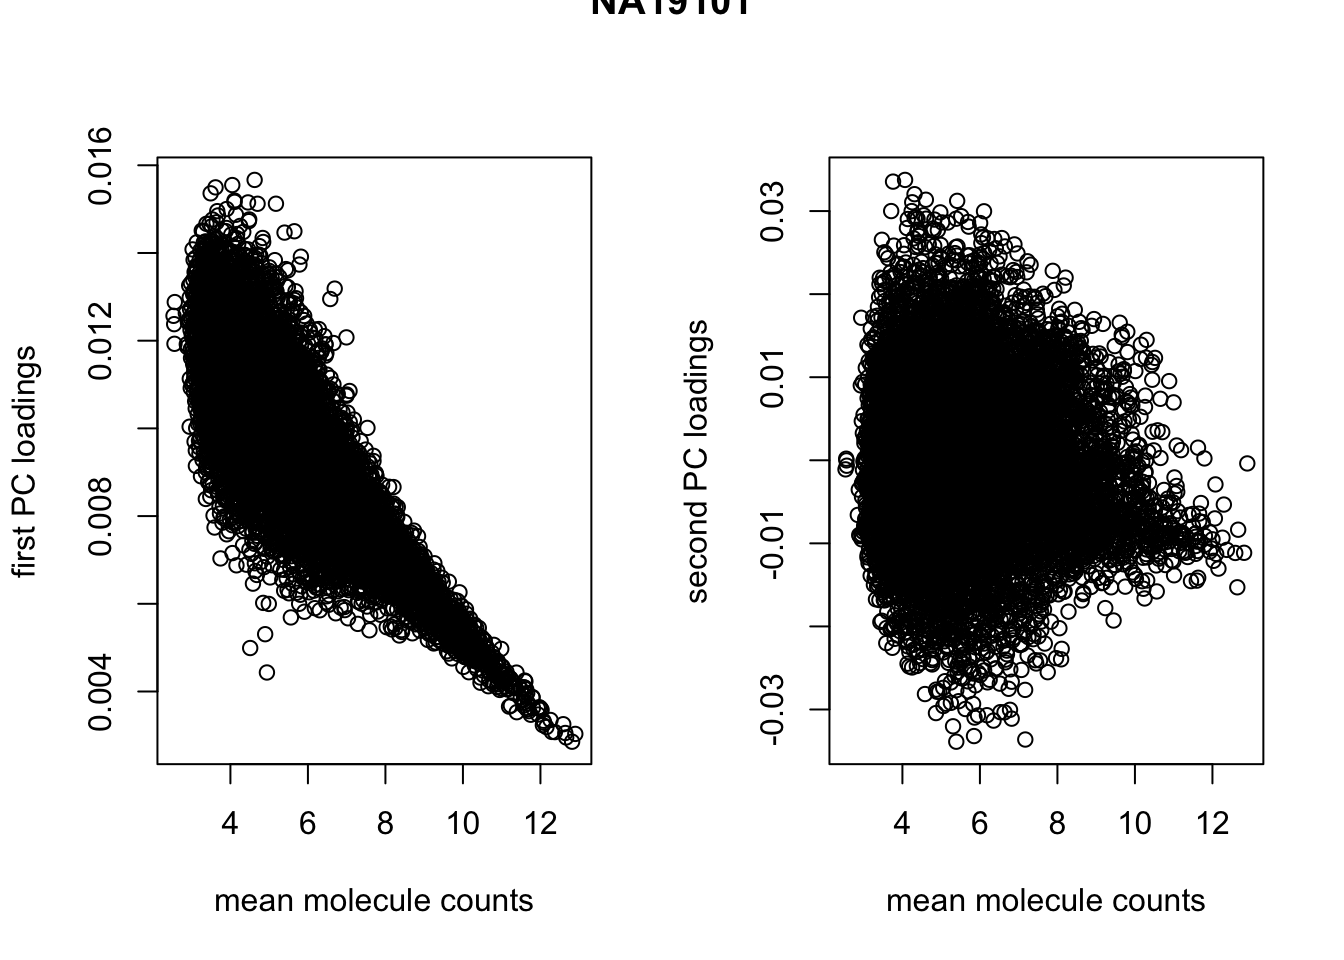 NA19101
first PC loadings
0.004 0.008 0.012 0.016
4 6 8 10 12
mean molecule counts
second PC loadings
-0.03 -0.01 0.01 0.03
4 6 8 10 12
mean molecule counts